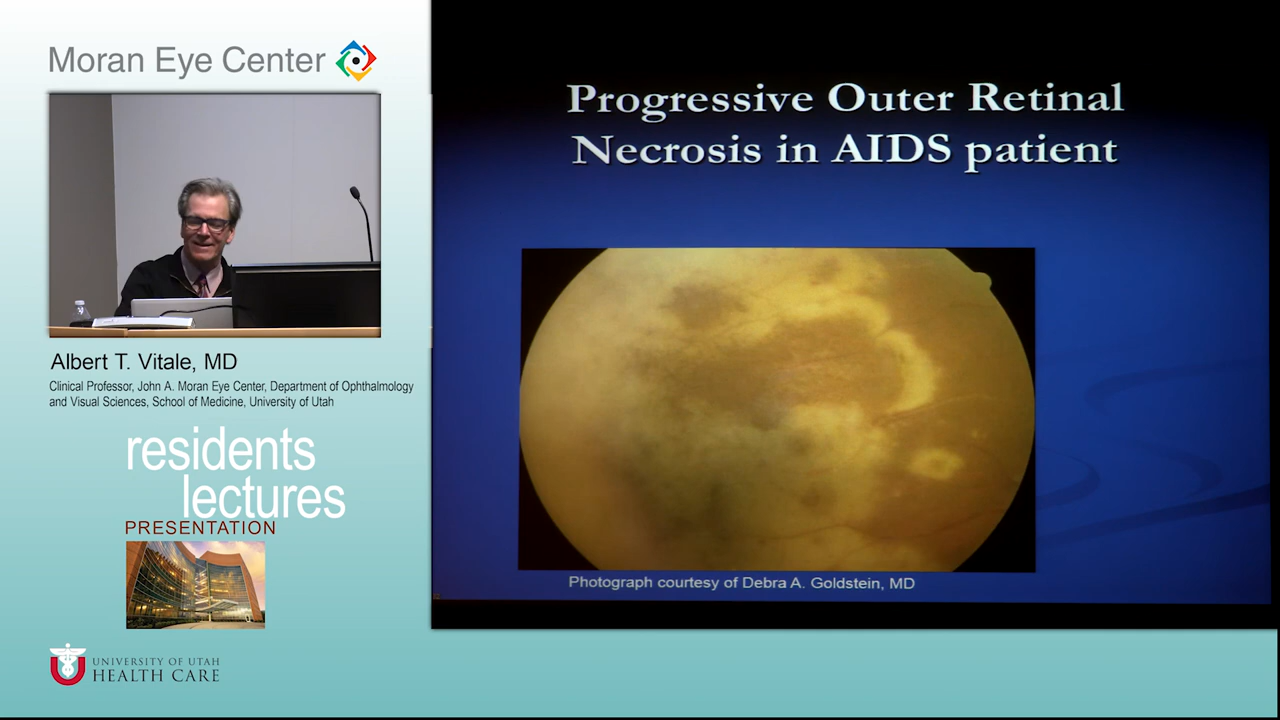 Moran Eye Center
Albert T. Vitale, MD
Clinical Professor, John A. Moran Eye Center, Department of Ophthalmology
and Visual Sciences, School of Medicine, University of Utah
residents
lectures
PRESENTATION
UNIVERSITY OF UTAH
HEALTH CARE
Progressive Outer Retinal
Necrosis in AIDS patient
Photograph courtesy of Debra A. Goldstein, MD